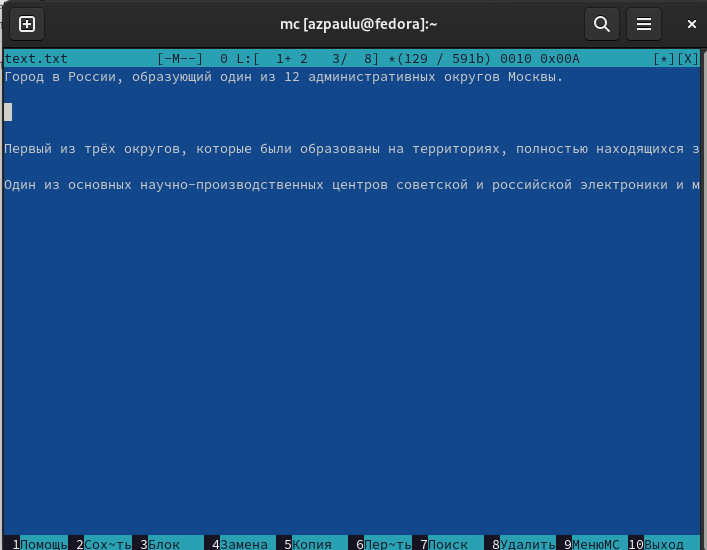 mc [azpaulu@fedora]:~
text.txt [-M--] 0 L:[ 1+ 2 3/ 8] *(129 / 591b) 0010 0x00A [*][X]
Город в России, образующий один из 12 административных округов Москвы.
Первый из трёх округов, которые были образованы на территориях, полностью находящихся з
Один из основных научно-производственных центров советской и российской электроники и м
1Помощь 2Сох~ть 3Блок 4Замена 5Копия 6Пер~ть 7Поиск 8Удалить 9МенюMC 10Выход